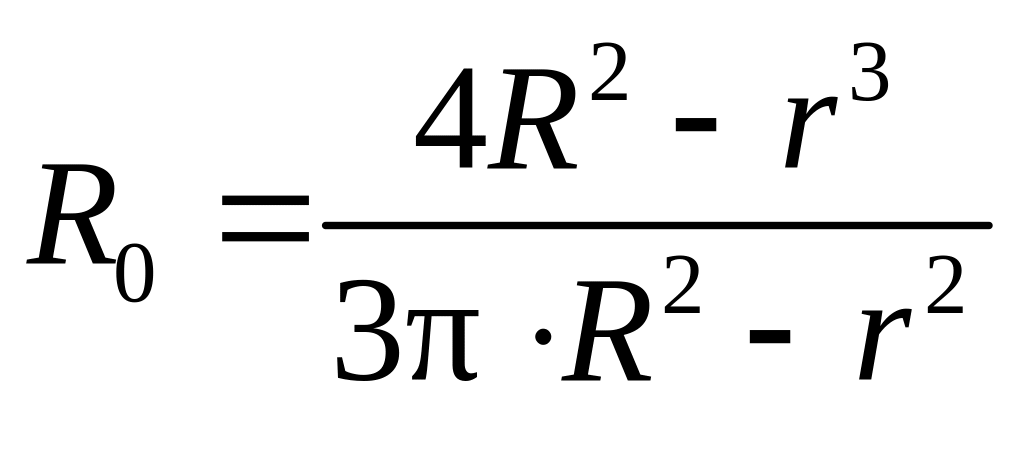 R₀ = (4R² - r³) / (3π · R² - r²)